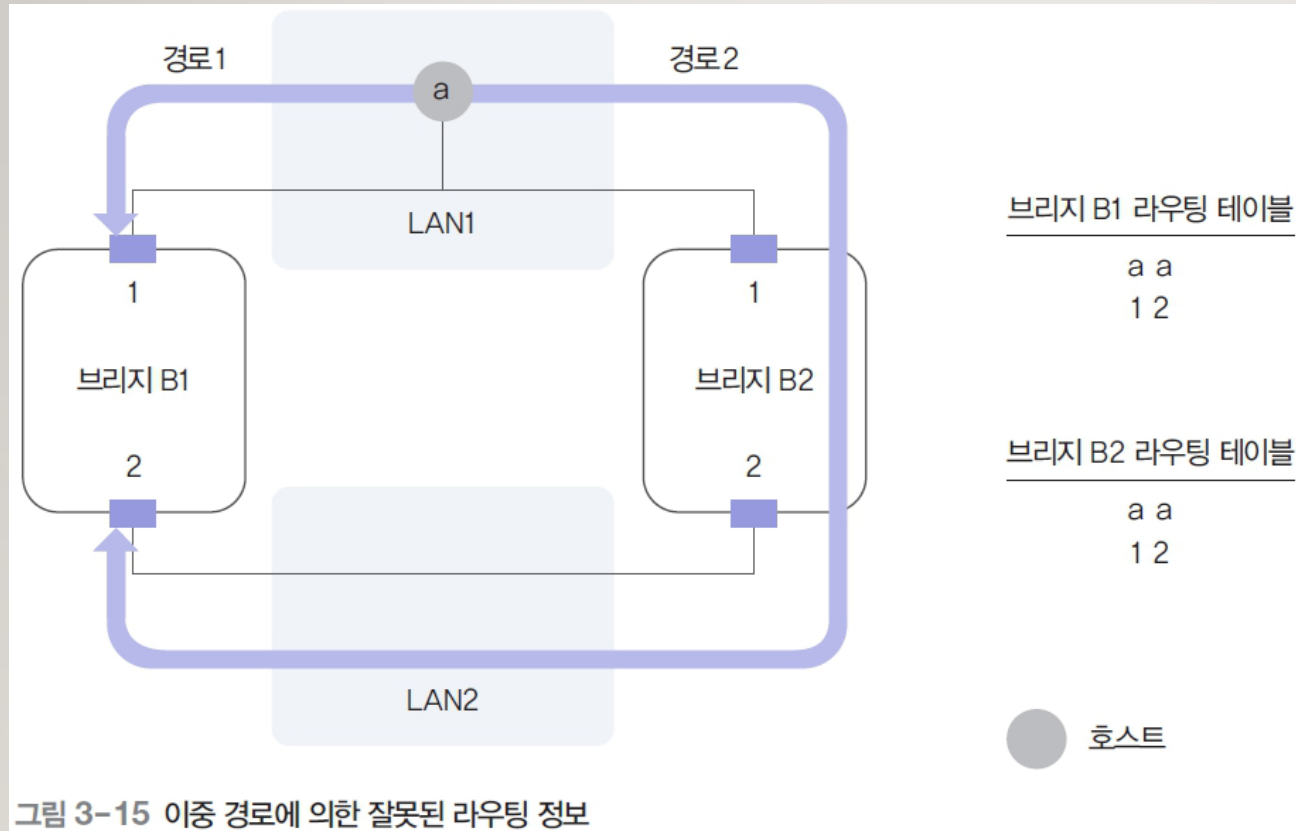 경로1
경로2
a
LAN1
1
브리지 B1
2
1
브리지 B2
2
LAN2
브리지 B1 라우팅 테이블
a a
1 2
브리지 B2 라우팅 테이블
a a
1 2
호스트
그림 3-15 이중 경로에 의한 잘못된 라우팅 정보